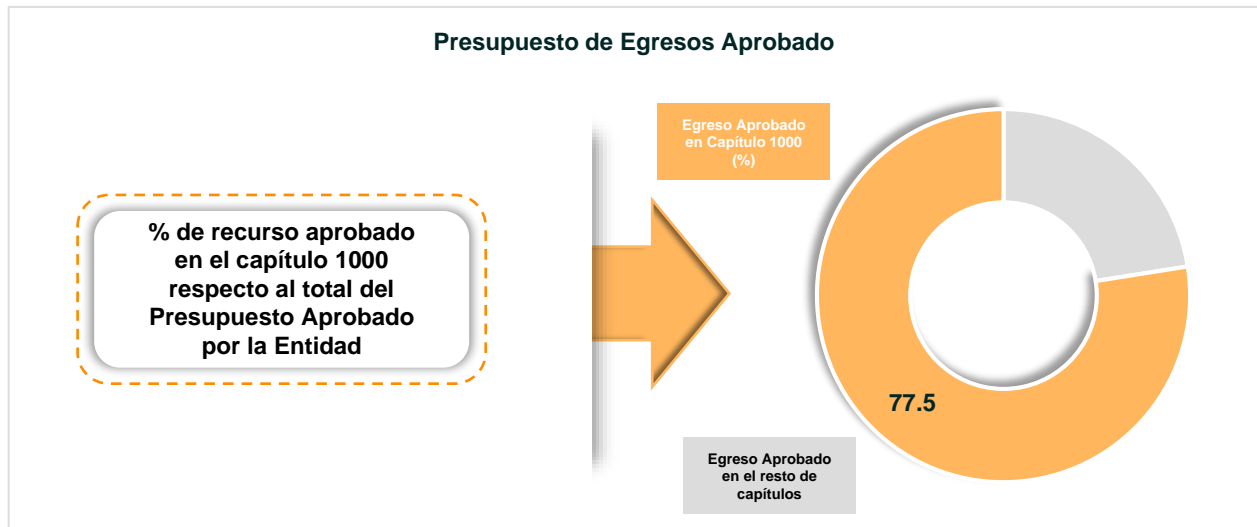 Presupuesto de Egresos Aprobado
Egreso Aprobado
en Capítulo 1000
(%)
% de recurso aprobado
en el capítulo 1000
respecto al total del
Presupuesto Aprobado
por la Entidad
77.5
Egreso Aprobado
en el resto de
capítulos